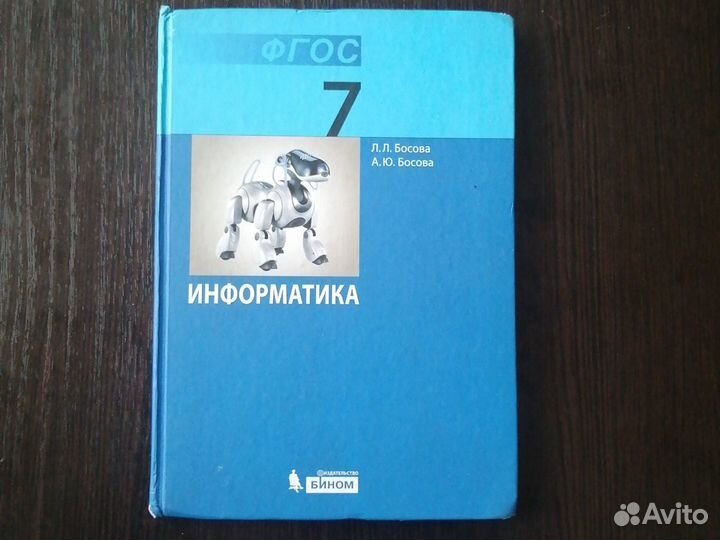 ФГОС
7
Л.Л. Босова
А.Ю. Босова
ИНФОРМАТИКА
ИЗДАТЕЛЬСТВО
БИНОМ
Avito